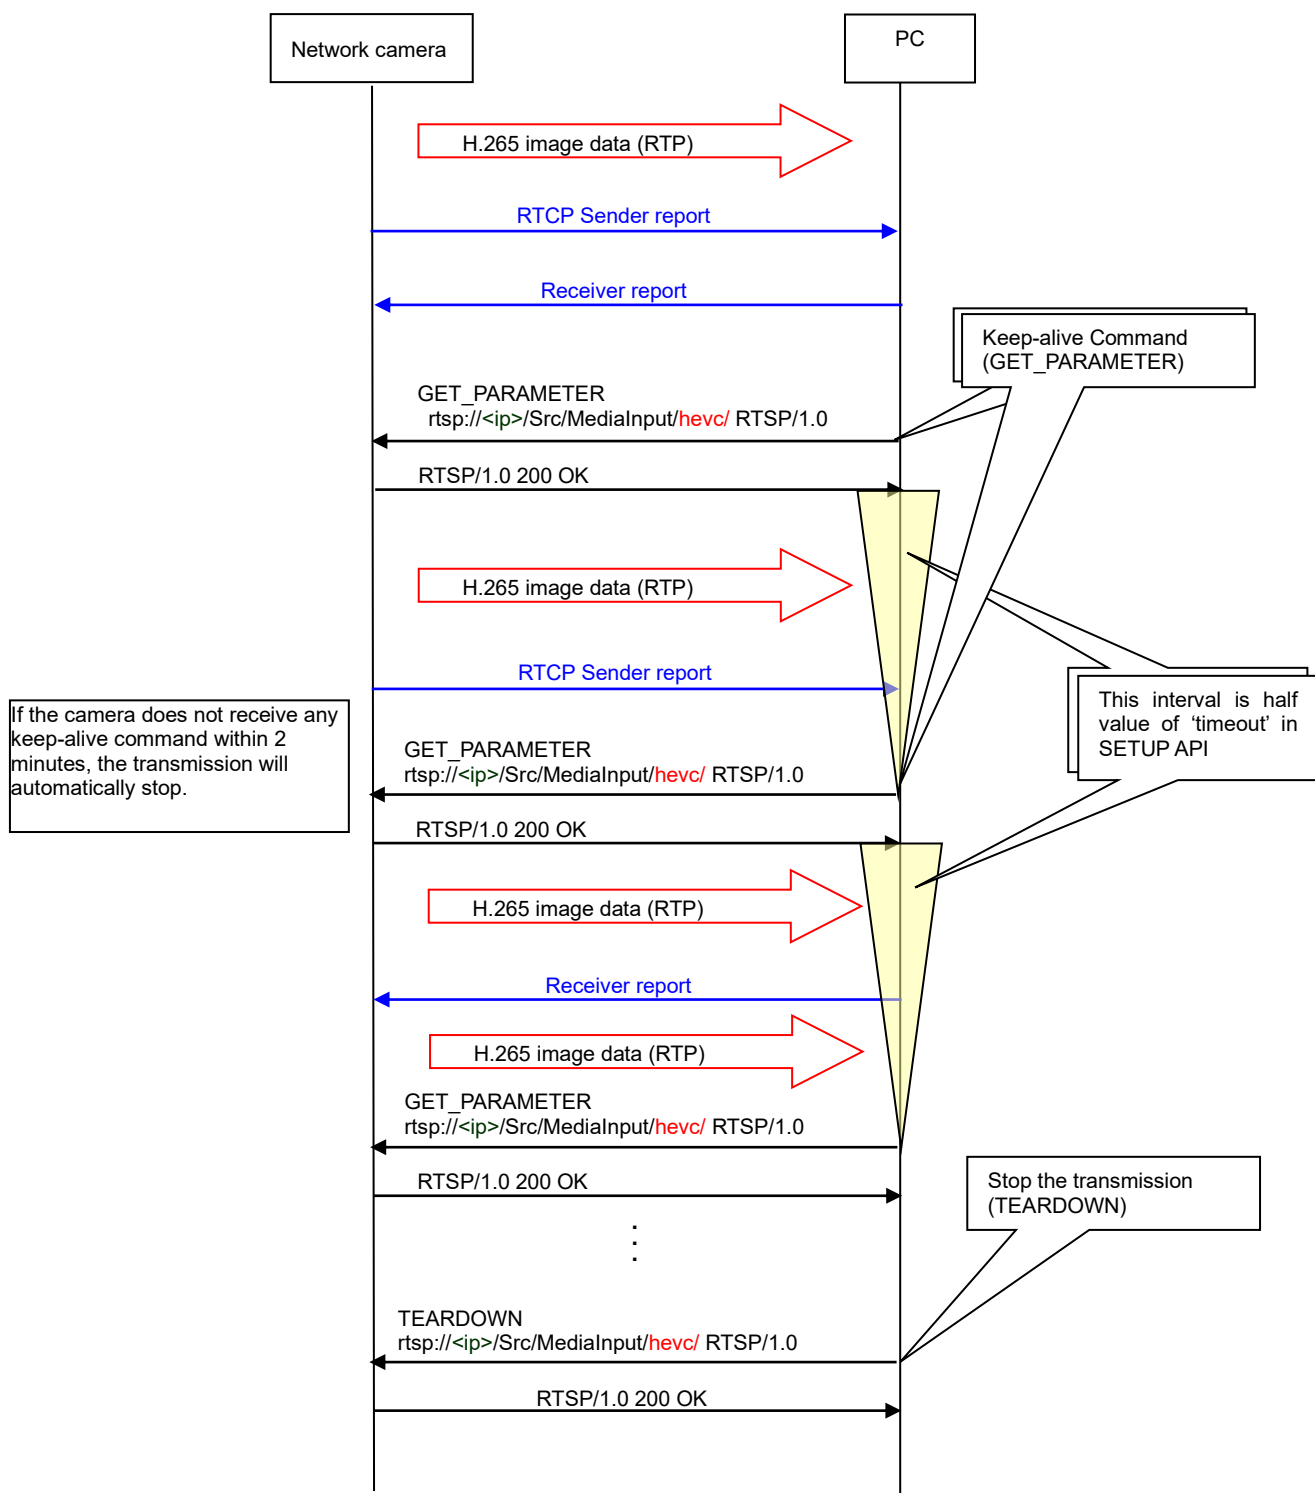 Network camera
PC
H.265 image data (RTP)
RTCP Sender report
Receiver report
Keep-alive Command
(GET_PARAMETER)
GET_PARAMETER
rtsp://<ip>/Src/MediaInput/hevc/ RTSP/1.0
RTSP/1.0 200 OK
H.265 image data (RTP)
RTCP Sender report
This interval is half
value of ‘timeout’ in
SETUP API
If the camera does not receive any
keep-alive command within 2
minutes, the transmission will
automatically stop.
GET_PARAMETER
rtsp://<ip>/Src/MediaInput/hevc/ RTSP/1.0
RTSP/1.0 200 OK
H.265 image data (RTP)
Receiver report
H.265 image data (RTP)
GET_PARAMETER
rtsp://<ip>/Src/MediaInput/hevc/ RTSP/1.0
RTSP/1.0 200 OK
Stop the transmission
(TEARDOWN)
TEARDOWN
rtsp://<ip>/Src/MediaInput/hevc/ RTSP/1.0
RTSP/1.0 200 OK